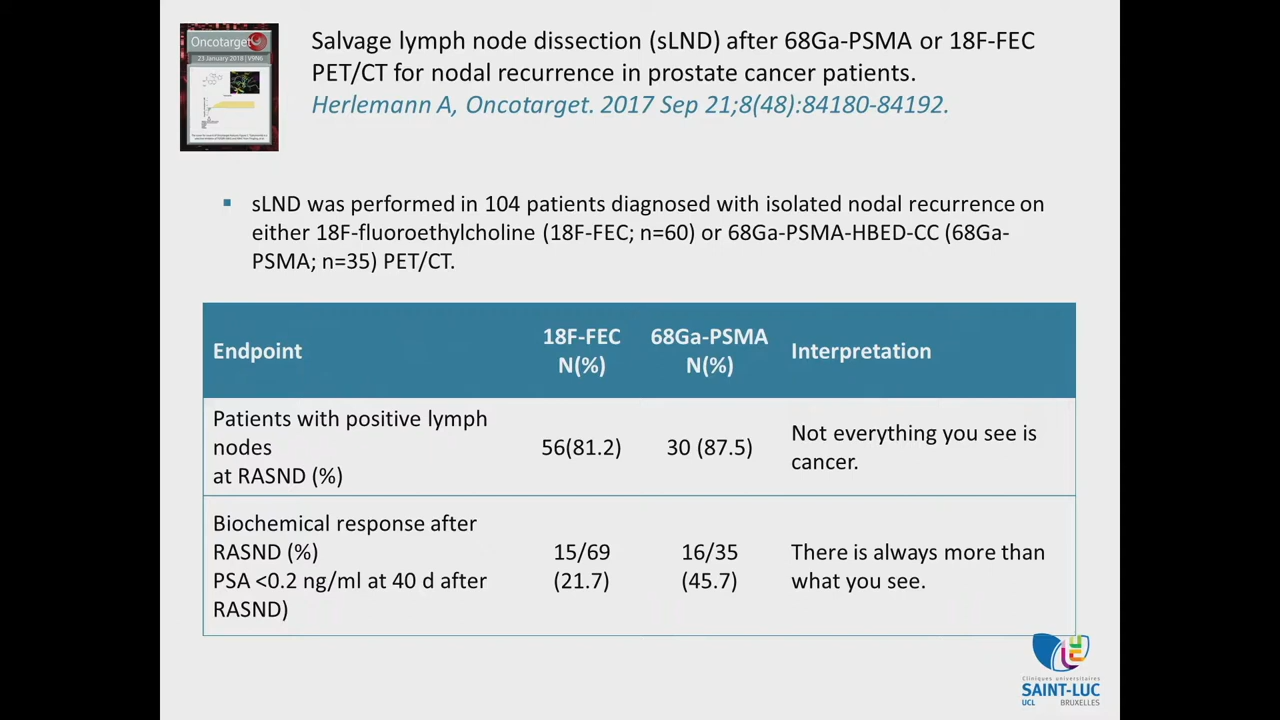 Oncotarget
23 January 2018 | V9N6
Salvage lymph node dissection (sLND) after 68Ga-PSMA or 18F-FEC
PET/CT for nodal recurrence in prostate cancer patients.
Herlemann A, Oncotarget. 2017 Sep 21;8(48):84180-84192.
▪ sLND was performed in 104 patients diagnosed with isolated nodal recurrence on
either 18F-fluoroethylcholine (18F-FEC; n=60) or 68Ga-PSMA-HBED-CC (68Ga-
PSMA; n=35) PET/CT.
Endpoint
18F-FEC
N(%)
68Ga-PSMA
N(%)
Interpretation
Patients with positive lymph
nodes
at RASND (%)
56(81.2)
30 (87.5)
Not everything you see is
cancer.
Biochemical response after
RASND (%)
PSA <0.2 ng/ml at 40 d after
RASND)
15/69
(21.7)
16/35
(45.7)
There is always more than
what you see.
Cliniques universitaires
SAINT-LUC
UCL BRUXELLES